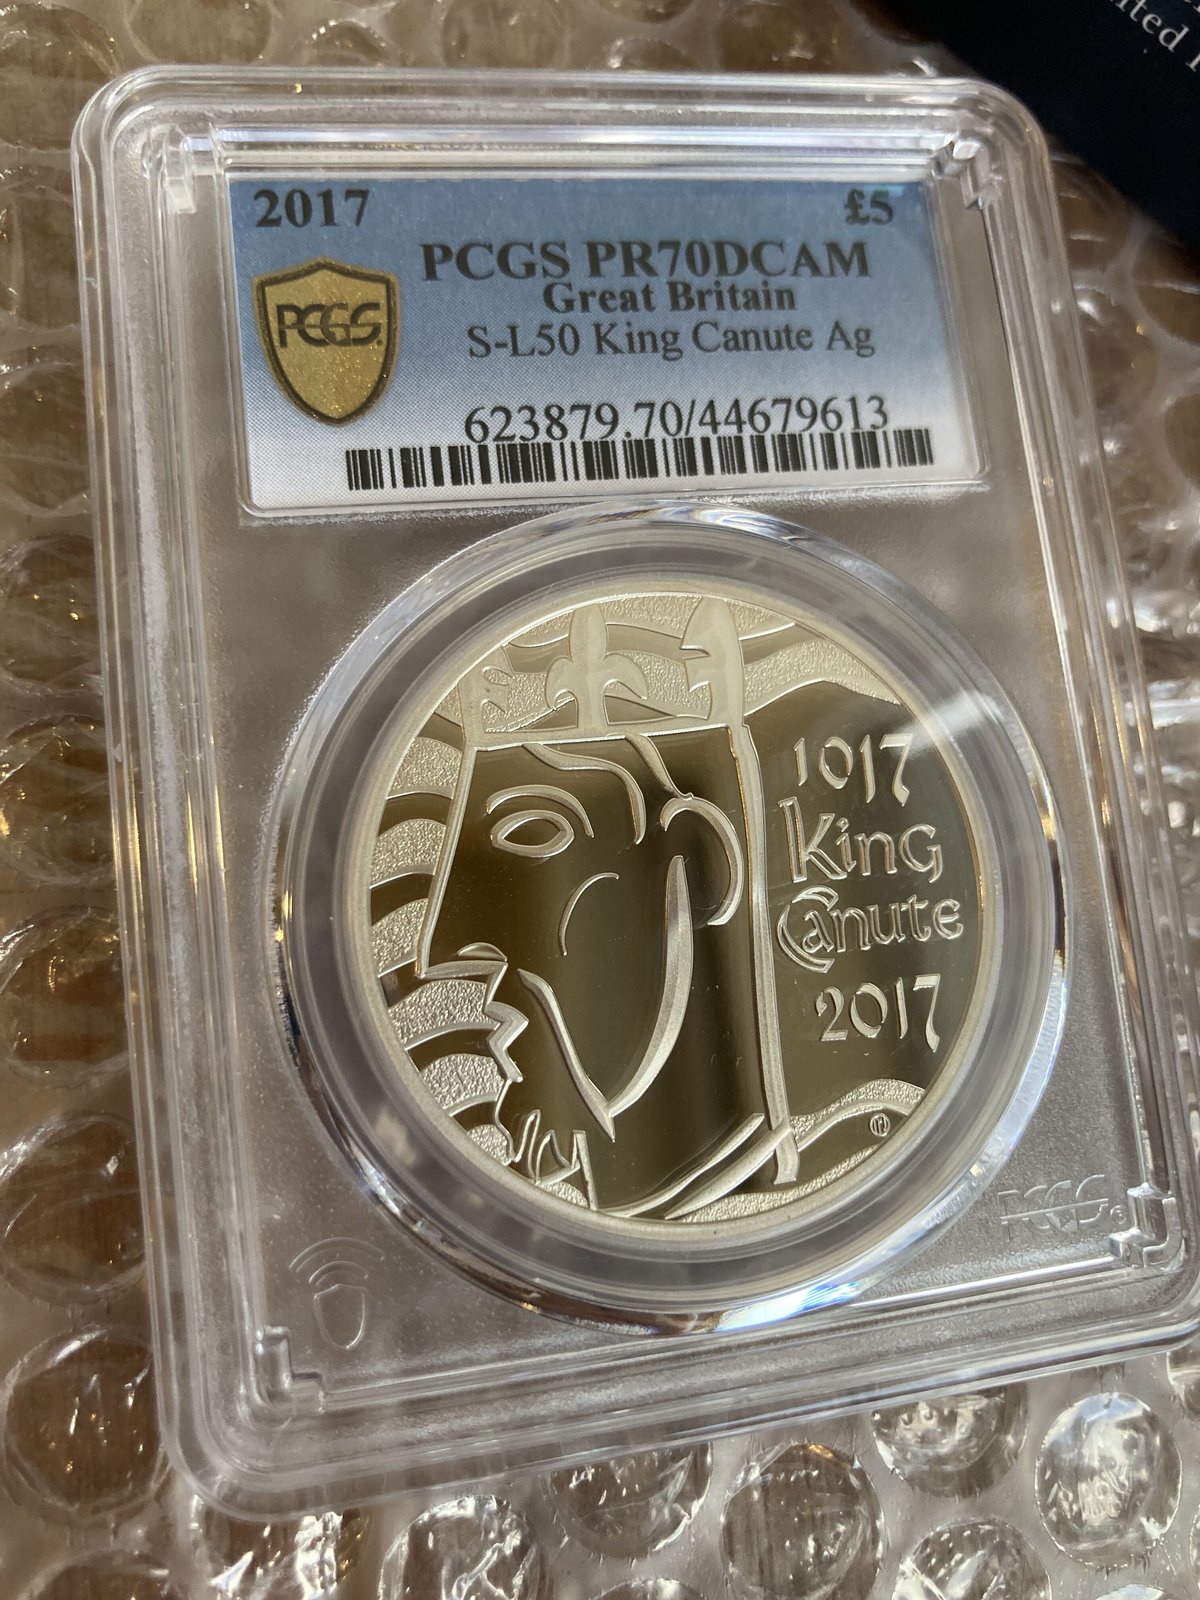 ited
2017 £5
PCGS PR70DCAM
Great Britain
PCGS
S-L50 King Canute Ag
623879.70/44679613
1017
King
Canute
2017
PCGS